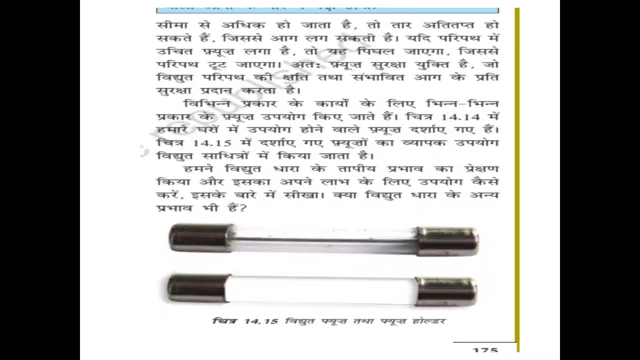 सीमा से अधिक हो जाता है, तो तार अतितप्त हो
सकते हैं, जिससे आग लग सकती है। यदि परिपथ में
उचित फ़्यूज़ लगा है, तो यह पिघल जाएगा, जिससे
परिपथ टूट जाएगा। अतः फ़्यूज़ सुरक्षा युक्ति है, जो
विद्युत परिपथ की क्षति तथा संभावित आग के प्रति
सुरक्षा प्रदान करता है।
विभिन्न प्रकार के कार्यों के लिए भिन्न-भिन्न
प्रकार के फ़्यूज़ उपयोग किए जाते हैं। चित्र 14.14 में
हमारे घरों में उपयोग होने वाले फ़्यूज़ दर्शाए गए हैं।
चित्र 14.15 में दर्शाए गए फ़्यूज़ों का व्यापक उपयोग
विद्युत साधित्रों में किया जाता है।
हमने विद्युत धारा के तापीय प्रभाव का प्रेक्षण
किया और इसका अपने लाभ के लिए उपयोग कैसे
करें, इसके बारे में सीखा। क्या विद्युत धारा के अन्य
प्रभाव भी हैं?
चित्र 14.15 विद्युत फ़्यूज़ तथा फ़्यूज़ होल्डर
175